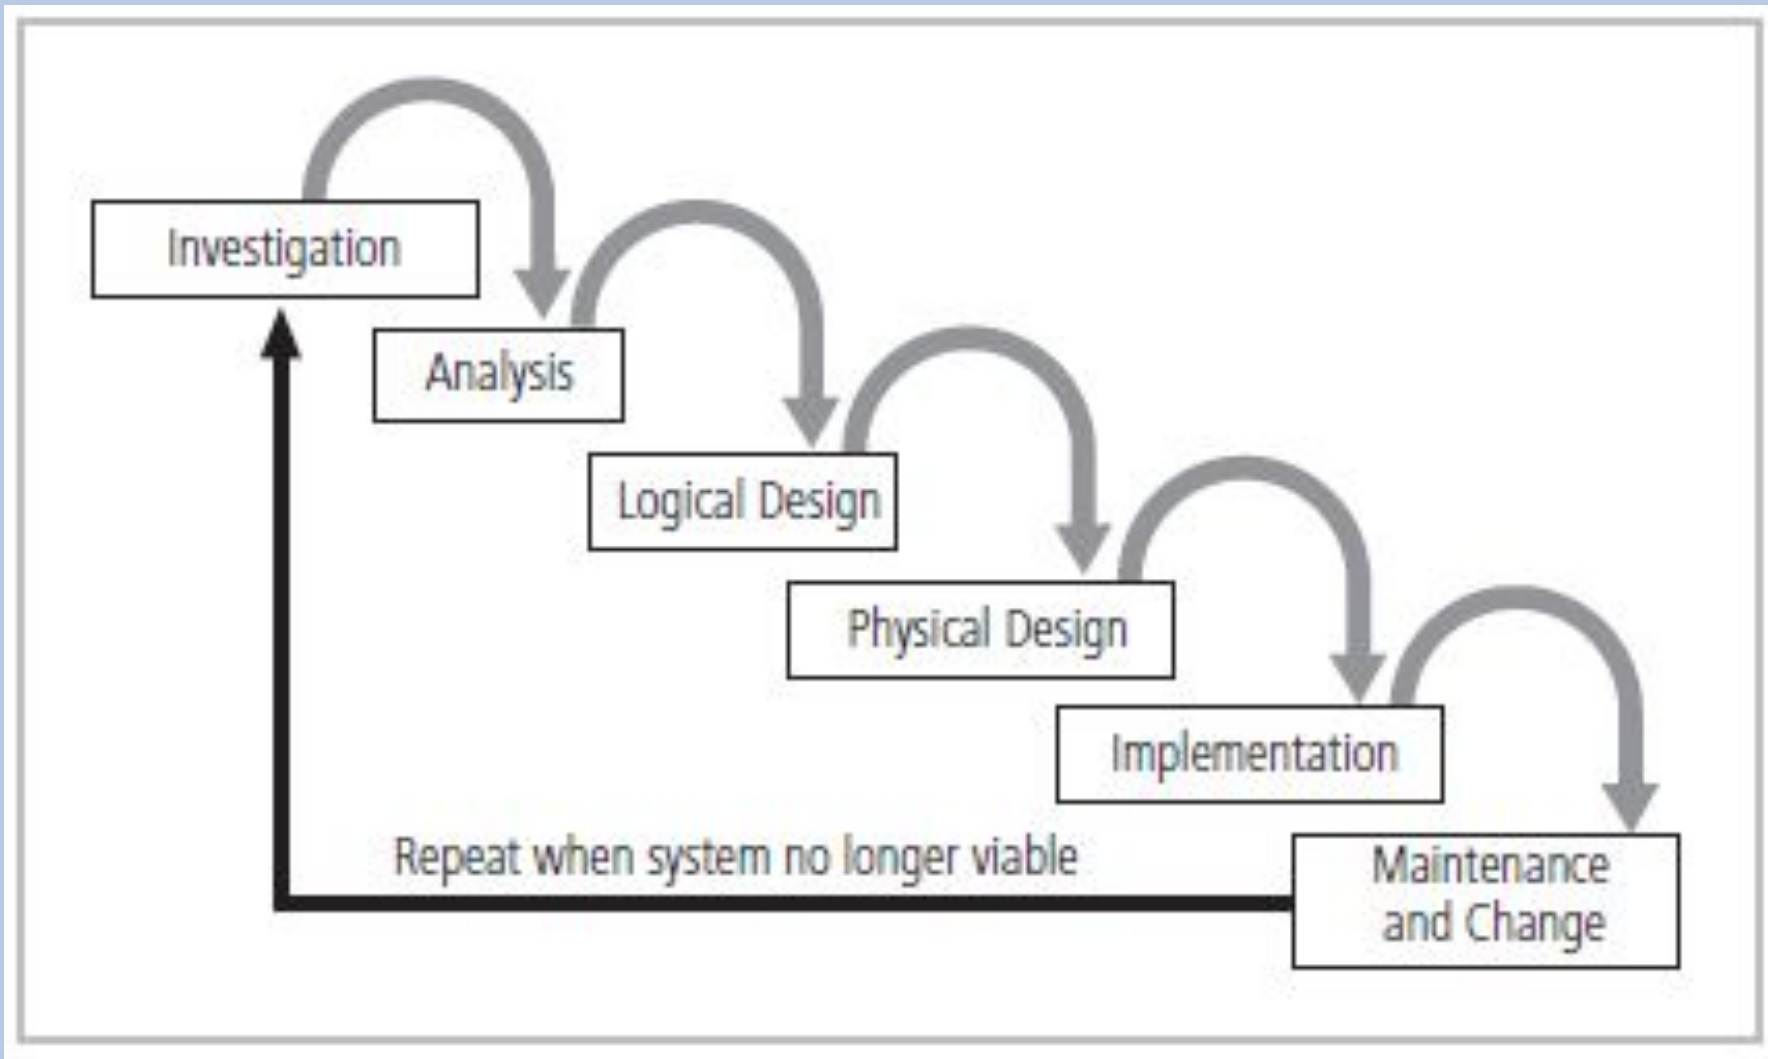 Investigation
Analysis
Logical Design
Physical Design
Implementation
Repeat when system no longer viable
Maintenance
and Change